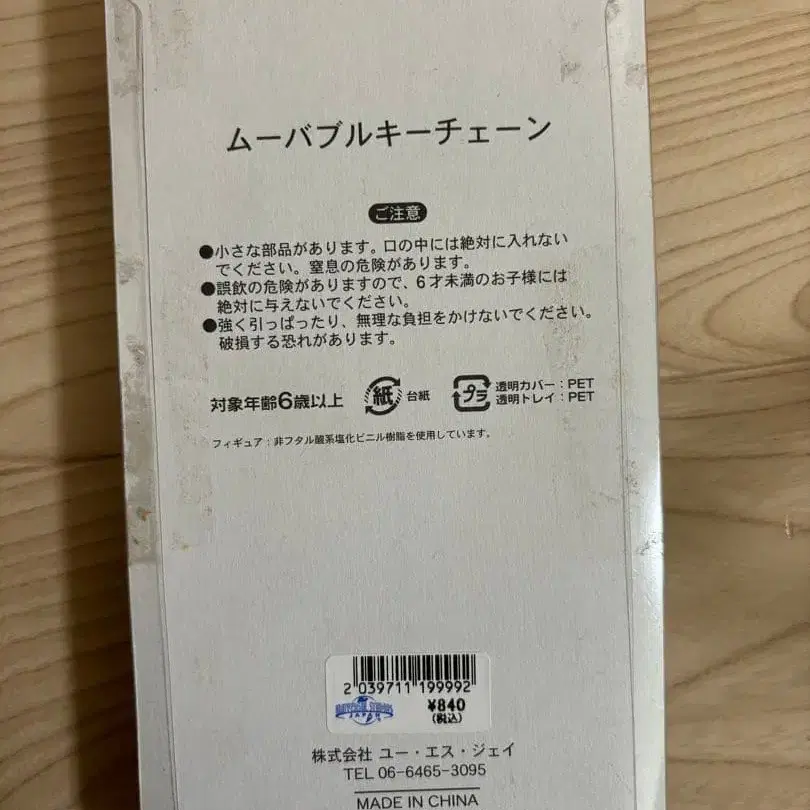 ムーバブルキーチェーン
ご注意
●小さな部品があります。口の中には絶対に入れない
でください。窒息の危険があります。
●誤飲の危険がありますので、6才未満のお子様には
絶対に与えないでください。
●強く引っぱったり、無理な負担をかけないでください。
破損する恐れがあります。
対象年齢6歳以上
紙 台紙
プラ 透明カバー：PET
透明トレイ：PET
フィギュア：非フタル酸系塩化ビニル樹脂を使用しています。
2 039711 199992
UNIVERSAL STUDIOS
JAPAN
¥840
(税込)
株式会社 ユー・エス・ジェイ
TEL 06-6465-3095
MADE IN CHINA